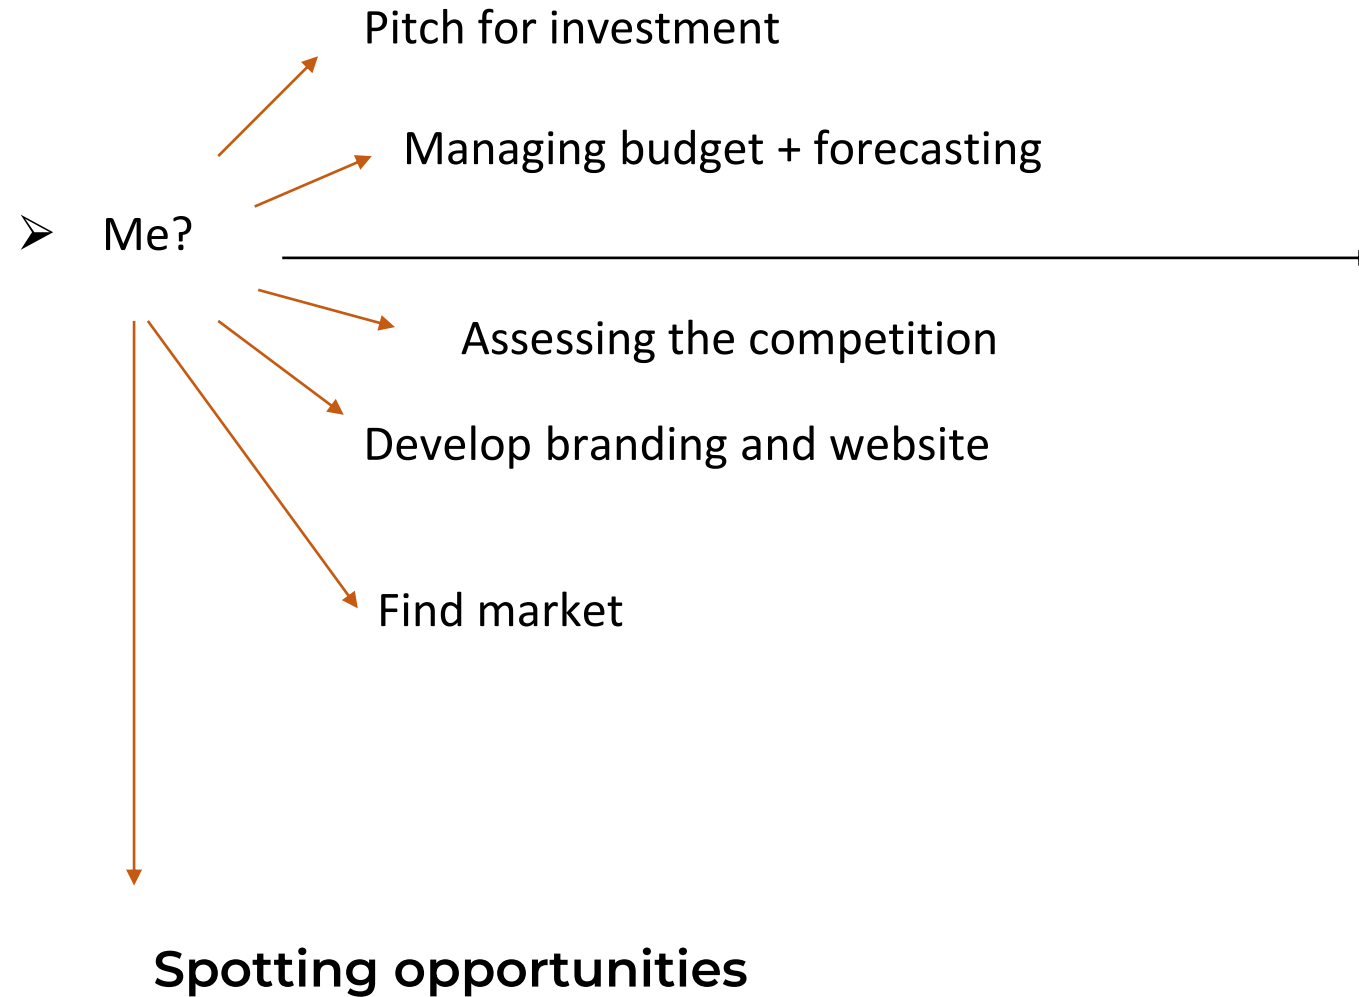 Pitch for investment
Managing budget + forecasting
Me?
Assessing the competition
Develop branding and website
Find market
Spotting opportunities